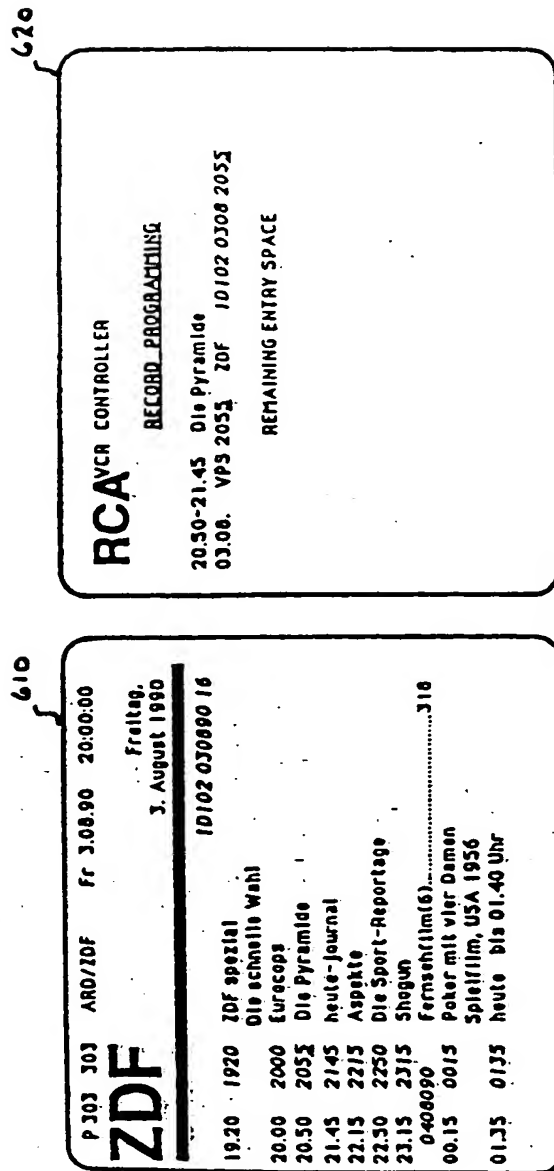 610
P 303 303 ARD/ZDF Fr 3.08.90 20:00:00
ZDF
Freitag,
3. August 1990
1D102 030890 16
19.20 1920 ZDF spezial
Die schnelle Wahl
20.00 2000 Eurocops
20.50 2055 Die Pyramide
21.45 2145 heute-journal
22.15 2215 Aspekte
22.50 2250 Die Sport-Reportage
23.15 2315 Shogun
0408090 Fernsehfilm(6)..............................318
00.15 0015 Poker mit vier Damen
Spielfilm, USA 1956
01.35 0135 heute bis 01.40 Uhr
620
RCA VCR CONTROLLER
RECORD PROGRAMMING
20.50-21.45 Die Pyramide
03.08. VPS 2055 ZDF 1D102 0308 2055
REMAINING ENTRY SPACE